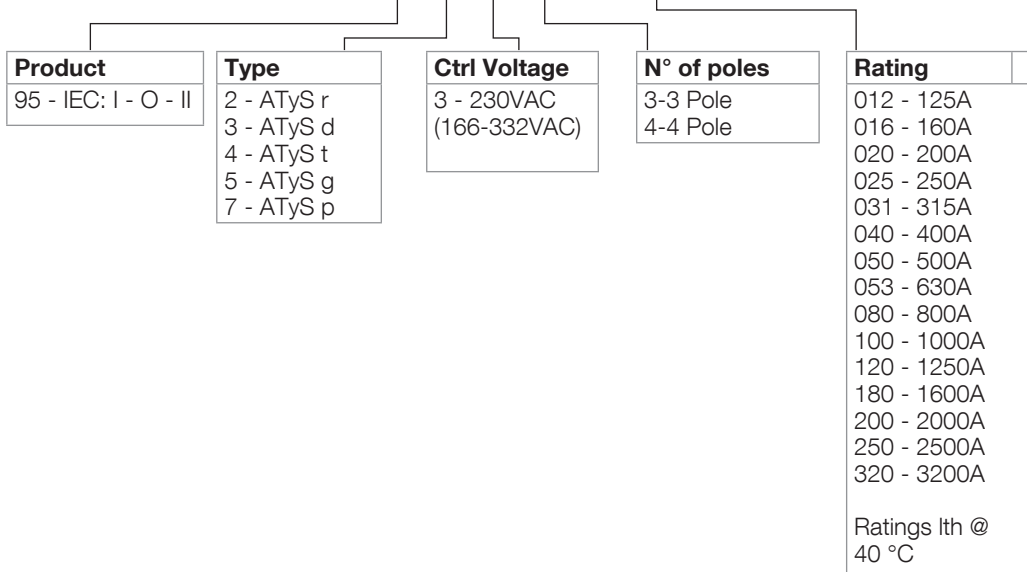 Product
95 - IEC: I - O - II
Type
2 - ATyS r
3 - ATyS d
4 - ATyS t
5 - ATyS g
7 - ATyS p
Ctrl Voltage
3 - 230VAC
(166-332VAC)
N° of poles
3-3 Pole
4-4 Pole
Rating
012 - 125A
016 - 160A
020 - 200A
025 - 250A
031 - 315A
040 - 400A
050 - 500A
053 - 630A
080 - 800A
100 - 1000A
120 - 1250A
180 - 1600A
200 - 2000A
250 - 2500A
320 - 3200A
Ratings Ith @
40 °C